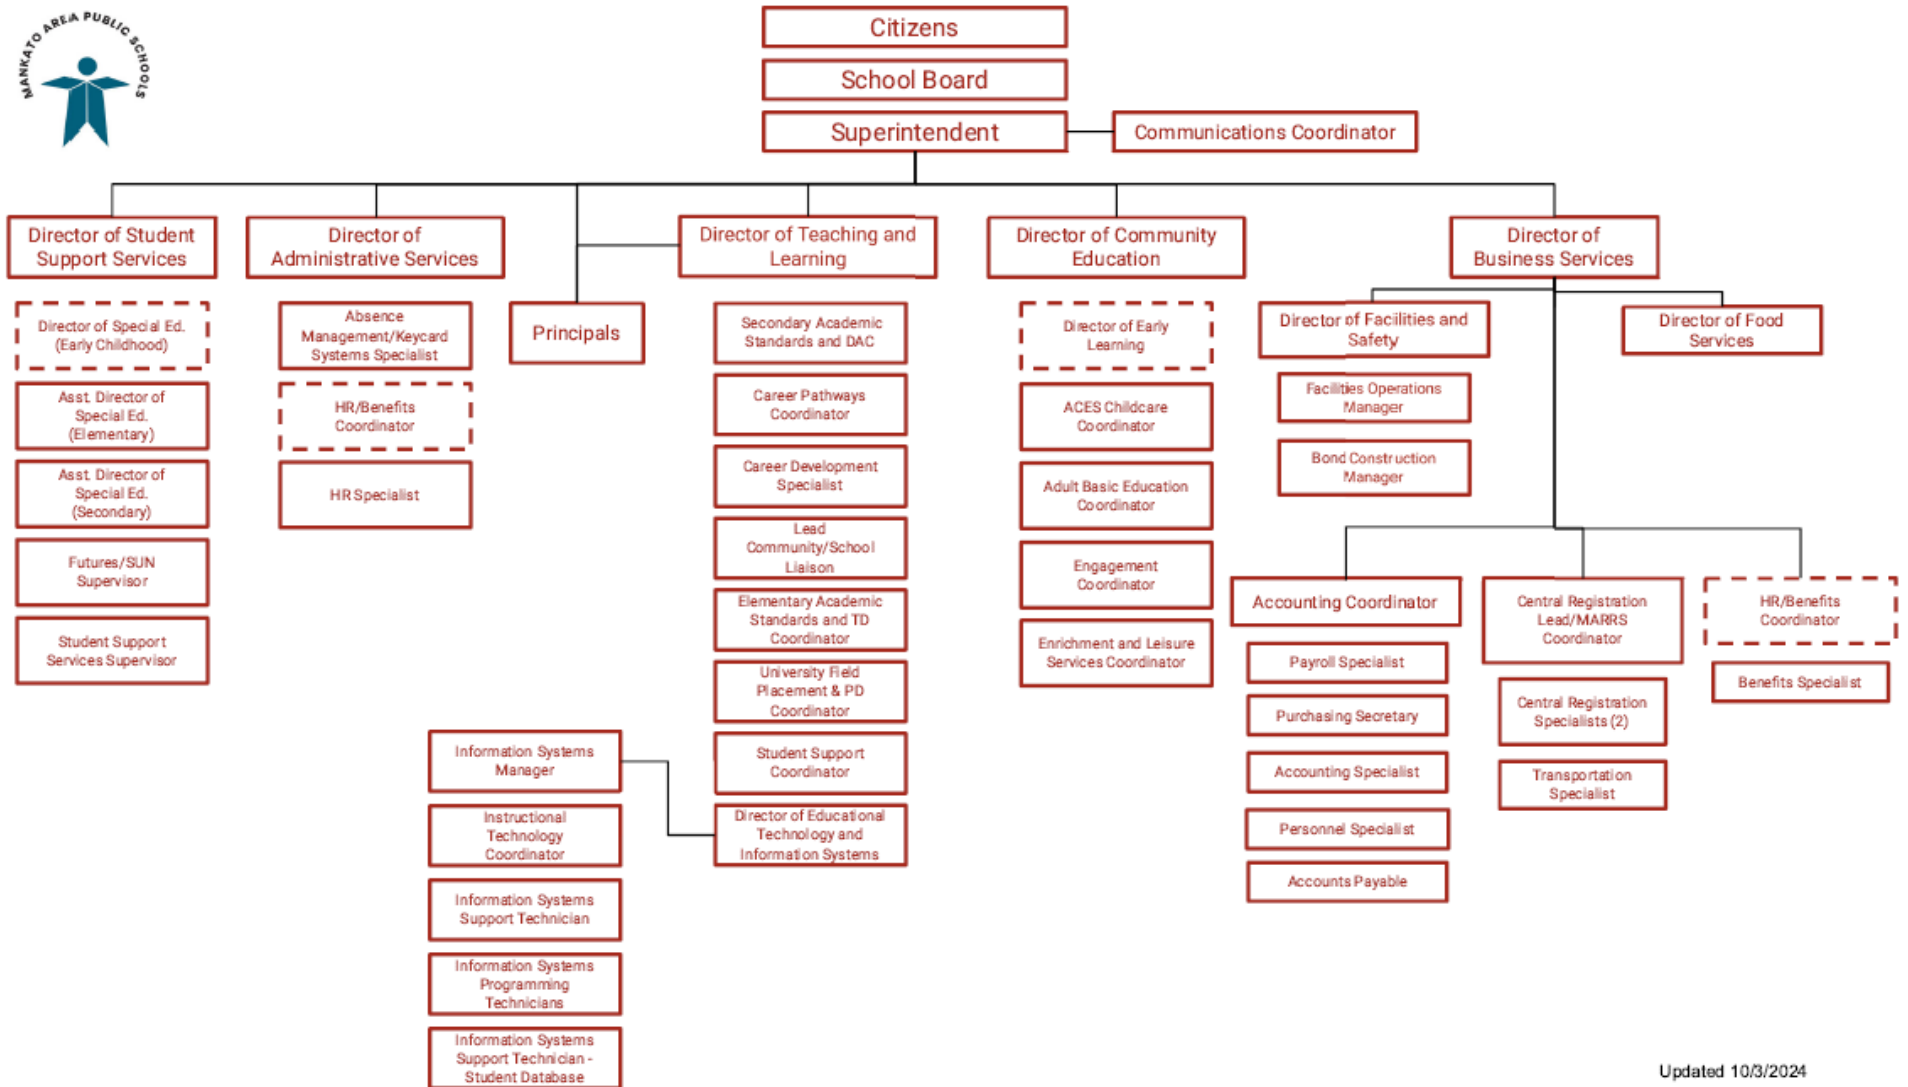 MANKATO AREA PUBLIC SCHOOLS
Citizens
School Board
Superintendent
Communications Coordinator
Director of Student
Support Services
Director of
Administrative Services
Director of Teaching and
Learning
Director of Community
Education
Director of
Business Services
Director of Special Ed.
(Early Childhood)
Asst. Director of
Special Ed.
(Elementary)
Asst. Director of
Special Ed.
(Secondary)
Futures/SUN
Supervisor
Student Support
Services Supervisor
Absence
Management/Keycard
Systems Specialist
HR/Benefits
Coordinator
HR Specialist
Principals
Secondary Academic
Standards and DAC
Career Pathways
Coordinator
Career Development
Specialist
Lead
Community/School
Liaison
Elementary Academic
Standards and TD
Coordinator
University Field
Placement & PD
Coordinator
Student Support
Coordinator
Director of Educational
Technology and
Information Systems
Information Systems
Manager
Instructional
Technology
Coordinator
Information Systems
Support Technician
Information Systems
Programming
Technicians
Information Systems
Support Technician -
Student Database
Director of Early
Learning
ACES Childcare
Coordinator
Adult Basic Education
Coordinator
Engagement
Coordinator
Enrichment and Leisure
Services Coordinator
Director of Facilities and
Safety
Facilities Operations
Manager
Bond Construction
Manager
Director of Food
Services
Accounting Coordinator
Payroll Specialist
Purchasing Secretary
Accounting Specialist
Personnel Specialist
Accounts Payable
Central Registration
Lead/MARRS
Coordinator
Central Registration
Specialists (2)
Transportation
Specialist
HR/Benefits
Coordinator
Benefits Specialist
Updated 10/3/2024